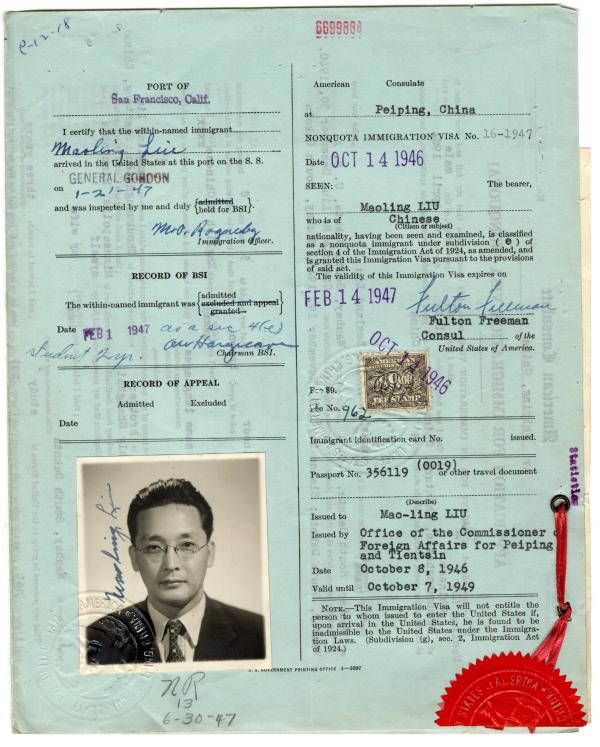 6699884
PORT OF
San Francisco, Calif.
I certify that the within-named immigrant
Maoling Liu
arrived in the United States at this port on the S. S.
GENERAL GORDON
on 1-21-47
and was inspected by me and duly {admitted / held for BSI}.
Immigration Officer.
RECORD OF BSI
The within-named immigrant was {admitted / excluded and appeal granted}
Date FEB 1 1947 as a sec 4(e)
student 2 yr.
Chairman BSI.
RECORD OF APPEAL
Admitted Excluded
Date
Maoling Liu
U. S. GOVERNMENT PRINTING OFFICE
NR
13
6-30-47
American Consulate
at Peiping, China
NONQUOTA IMMIGRATION VISA No. 16-1947
Date OCT 14 1946
SEEN: The bearer,
Maoling LIU
who is of Chinese
(Citizen or subject)
nationality, having been seen and examined, is classified
as a nonquota immigrant under subdivision ( e ) of
section 4 of the Immigration Act of 1924, as amended, and
is granted this Immigration Visa pursuant to the provisions
of said act.
The validity of this Immigration Visa expires on
FEB 14 1947
Fulton Freeman
Fulton Freeman
Consul of the
United States of America.
OCT 14 1946
FEE STAMP
Fee $9.
Fee No. 962
Immigrant identification card No. issued.
Passport No. 356119 (0019) or other travel document
(Describe)
Issued to Mao-ling LIU
Issued by Office of the Commissioner
Foreign Affairs for Peiping
and Tientsin
Date October 8, 1946
Valid until October 7, 1949
NOTE.—This Immigration Visa will not entitle the
person to whom issued to enter the United States if,
upon arrival in the United States, he is found to be
inadmissible to the United States under the Immigra-
tion Laws. (Subdivision (g), sec. 2, Immigration Act
of 1924.)
Statistics